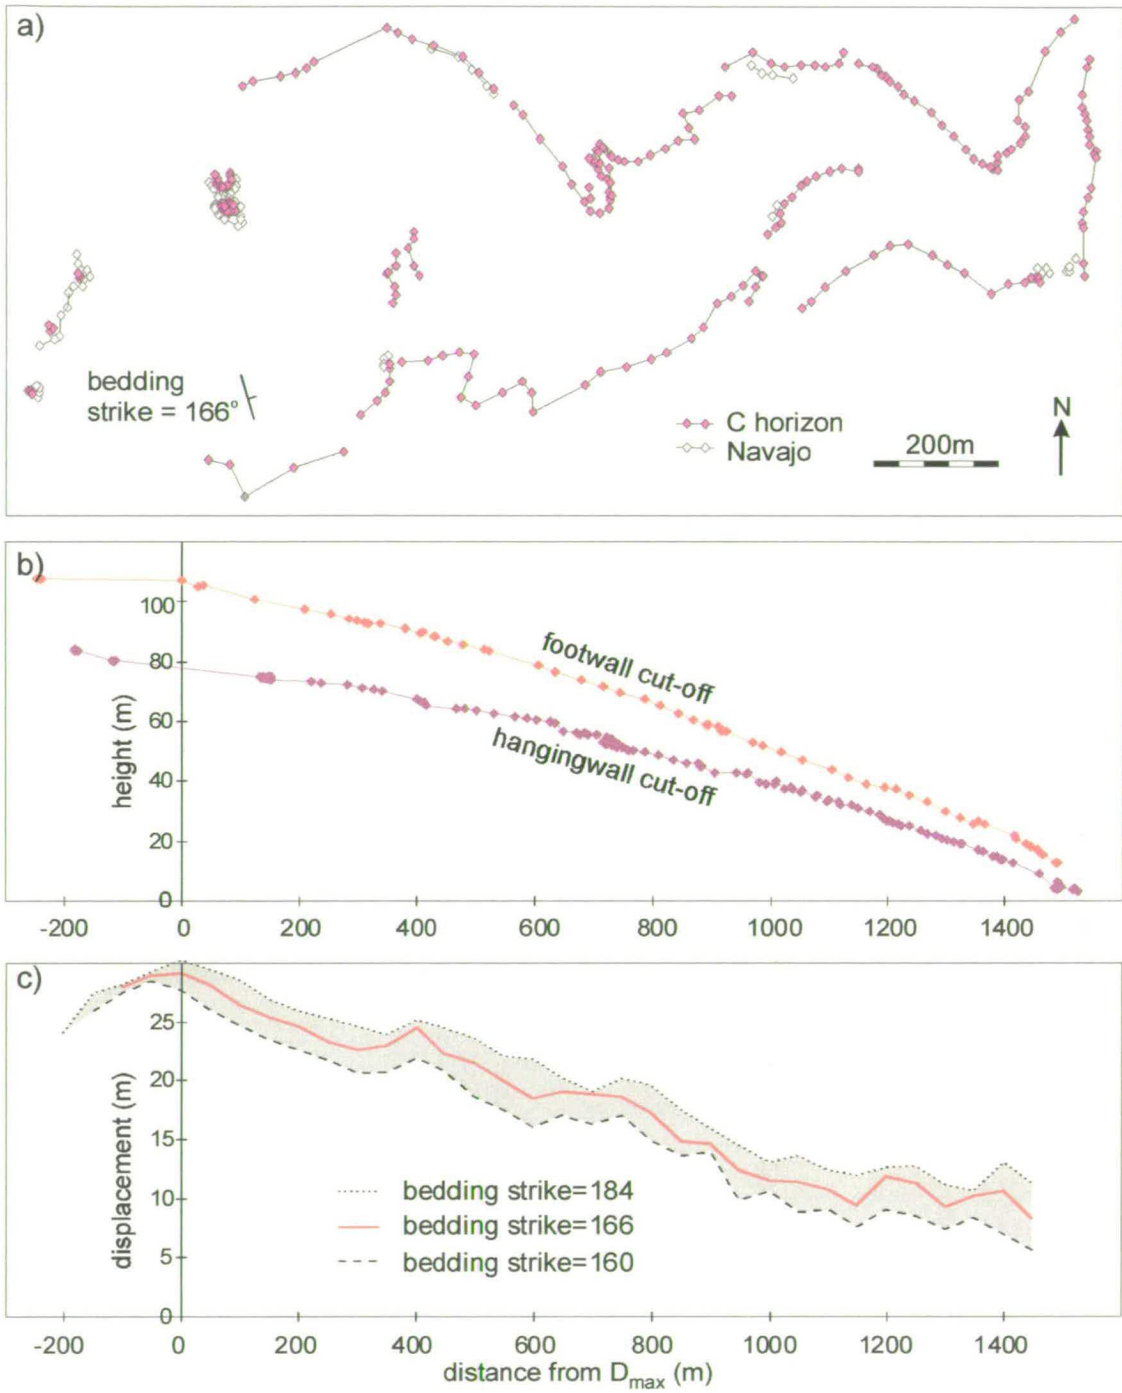 a)
bedding
strike = 166°
C horizon
Navajo
200m
N
b)
height (m)
100
80
60
40
20
0
footwall cut-off
hangingwall cut-off
-200
0
200
400
600
800
1000
1200
1400
c)
displacement (m)
25
20
15
10
5
0
bedding strike=184
bedding strike=166
bedding strike=160
-200
0
200
400
600
800
1000
1200
1400
distance from Dmax (m)